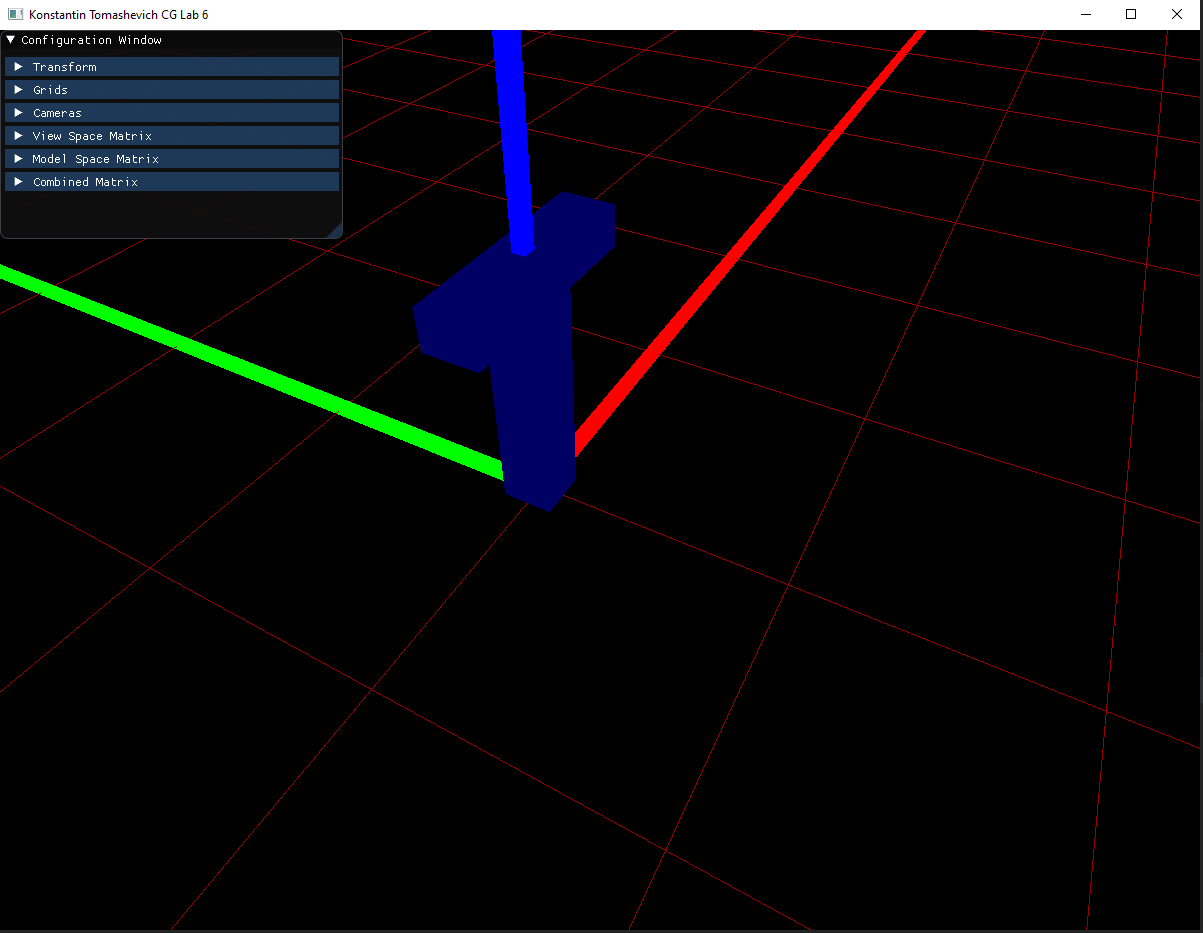 Konstantin Tomashevich CG Lab 6
Configuration Window
Transform
Grids
Cameras
View Space Matrix
Model Space Matrix
Combined Matrix